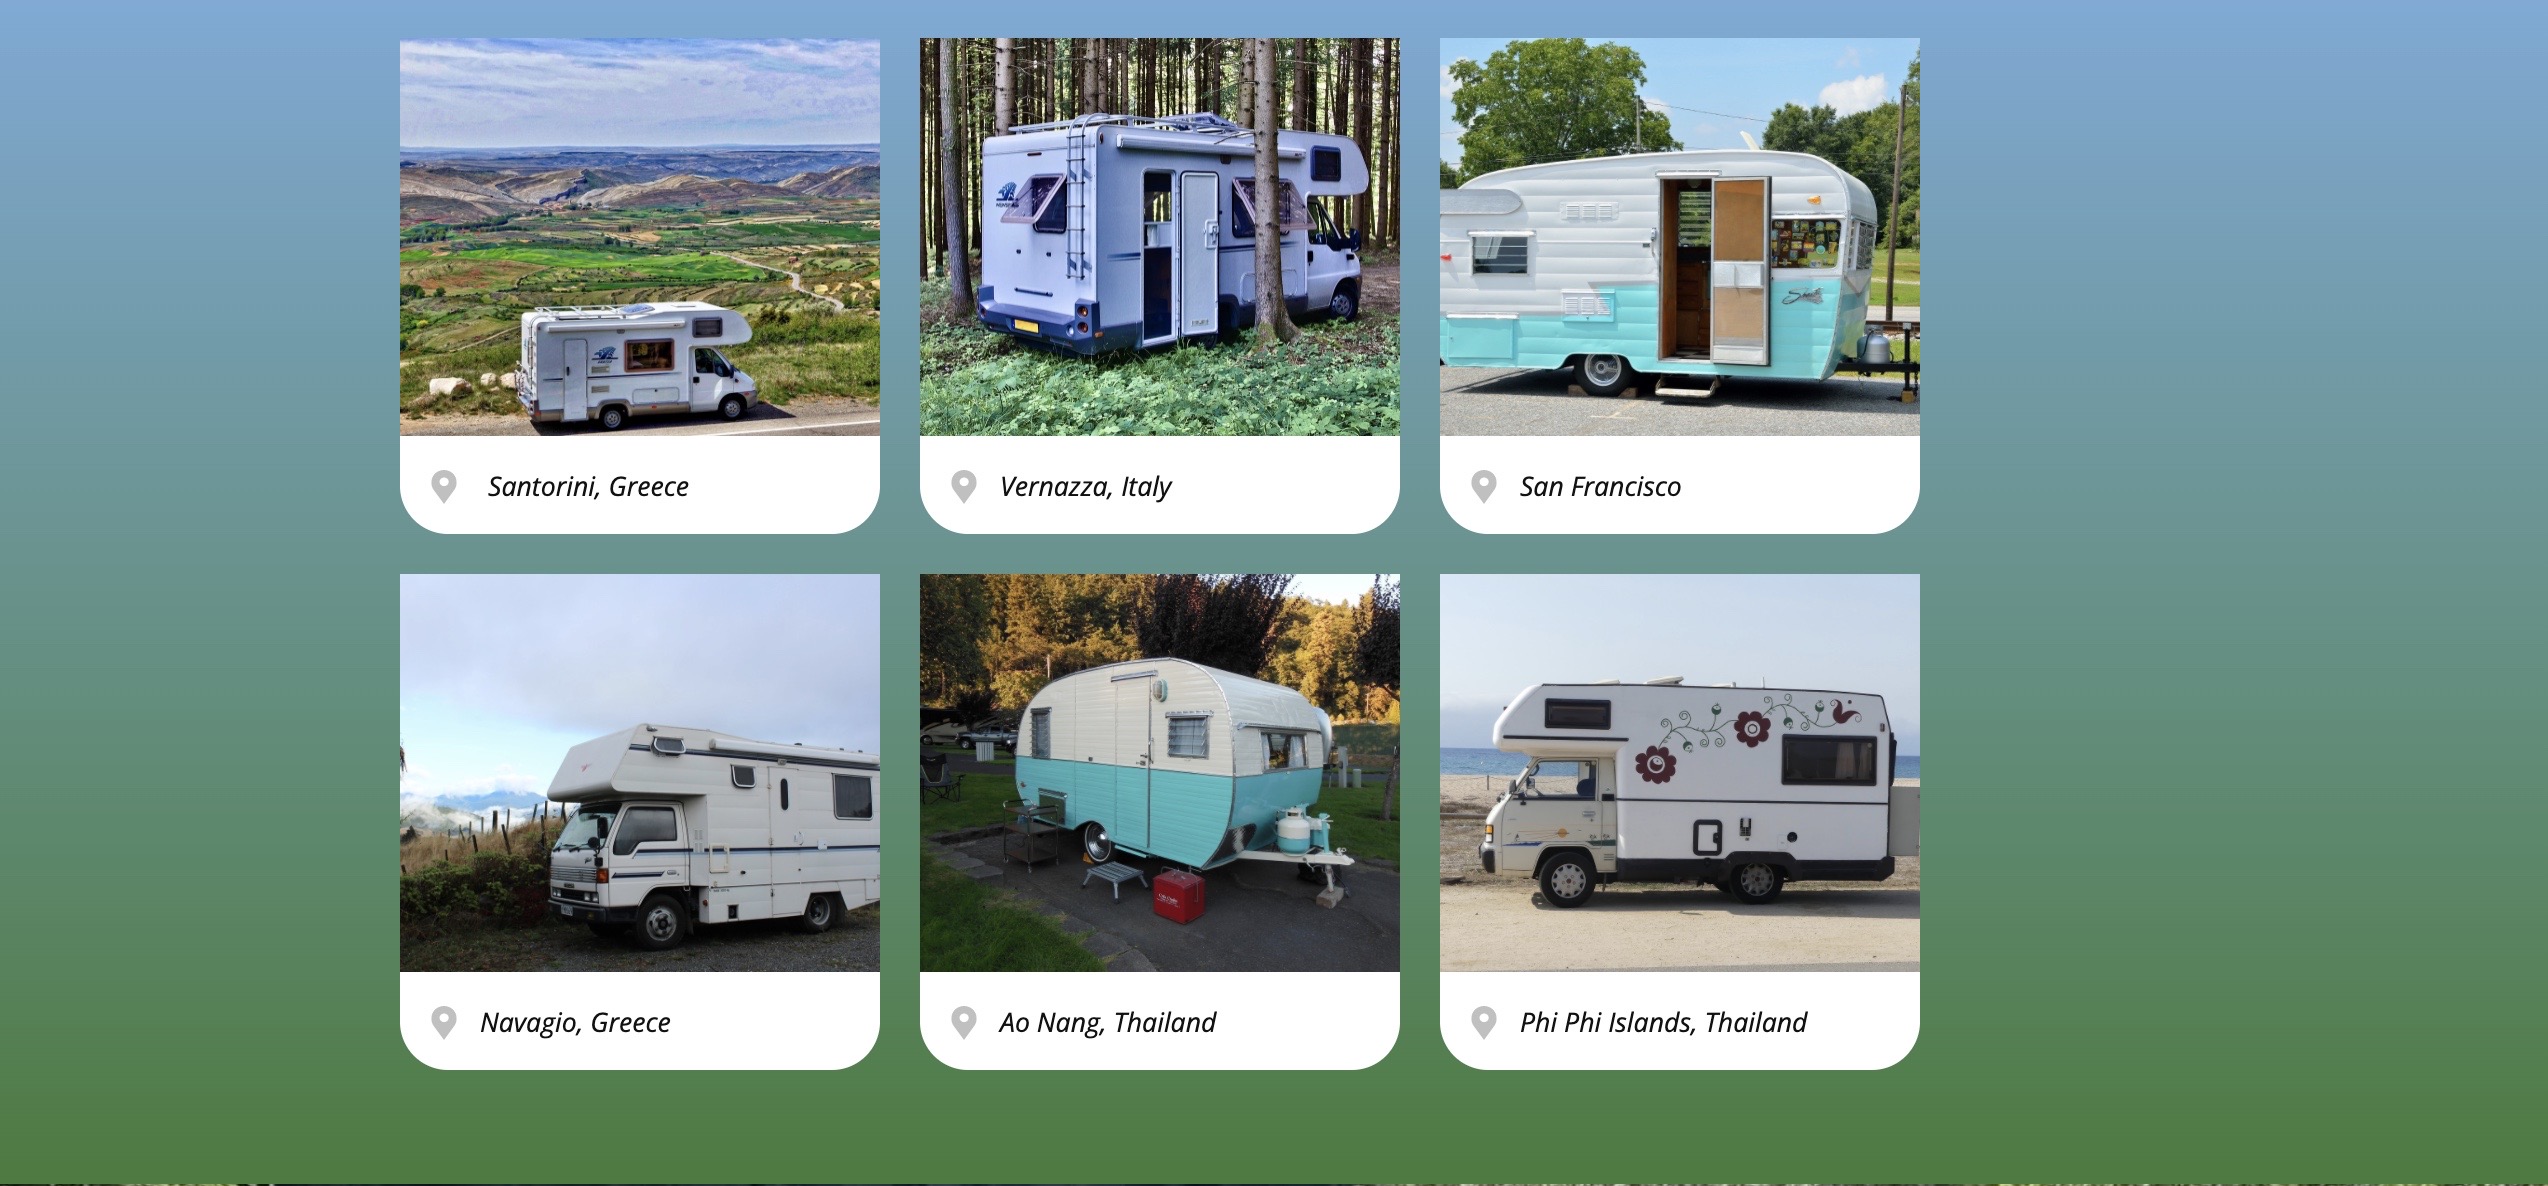 Santorini, Greece
Vernazza, Italy
San Francisco
Navagio, Greece
Ao Nang, Thailand
Phi Phi Islands, Thailand